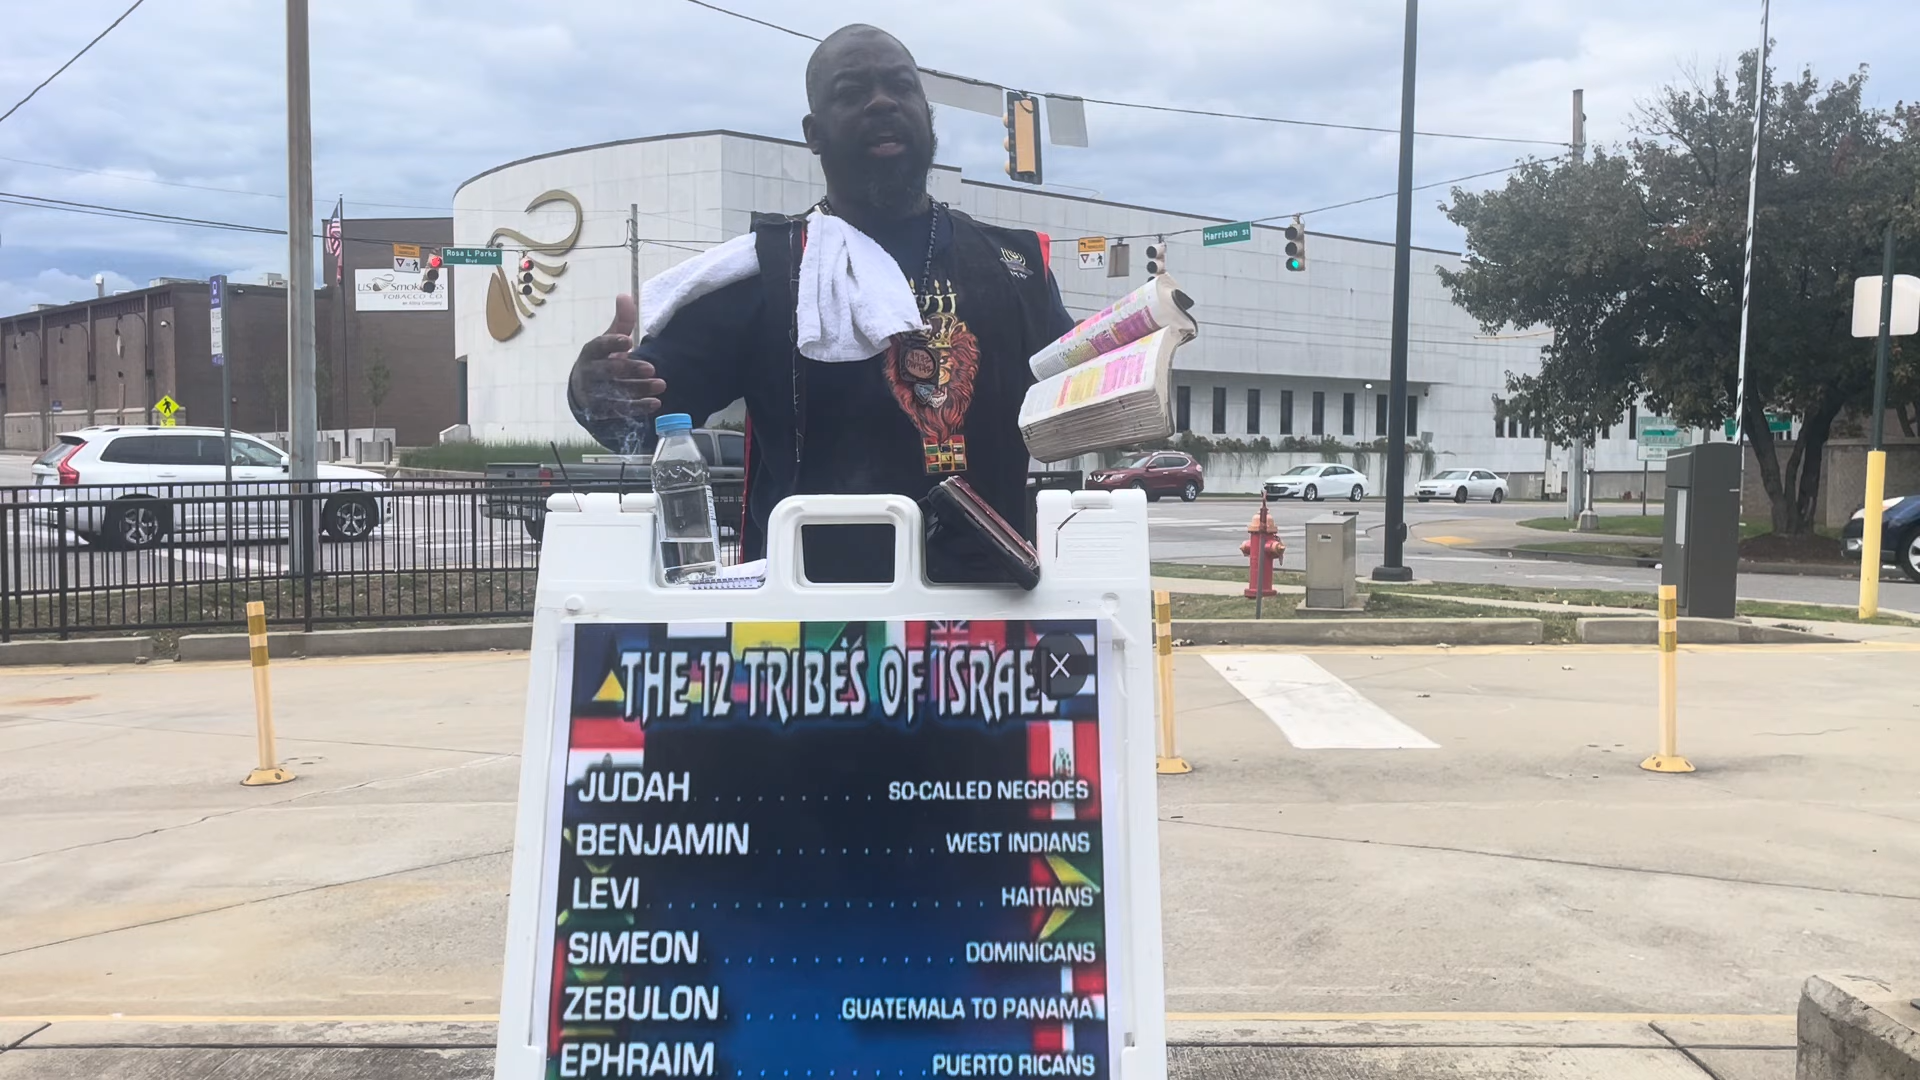 Rosa L Parks
Blvd
Harrison St
US Smokeless
TOBACCO CO.
THE 12 TRIBES OF ISRAEL
X
JUDAH . . . . . . . . . SO-CALLED NEGROES
BENJAMIN . . . . . . . . . WEST INDIANS
LEVI . . . . . . . . . . . . . . . . HAITIANS
SIMEON . . . . . . . . . . . . DOMINICANS
ZEBULON . . . . . . GUATEMALA TO PANAMA
EPHRAIM . . . . . . . . . . PUERTO RICANS